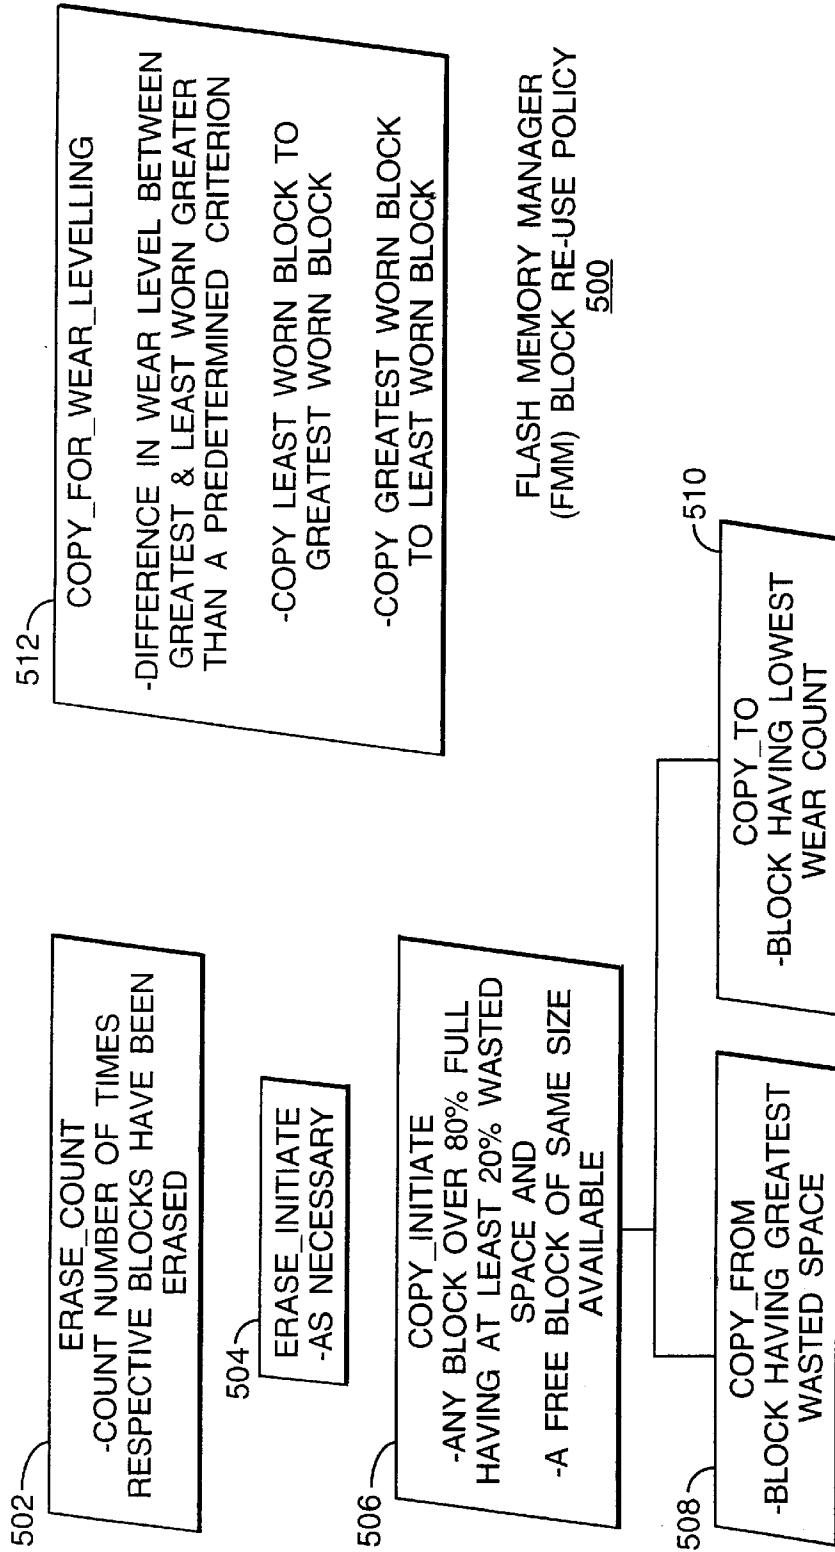 502
ERASE_COUNT
-COUNT NUMBER OF TIMES
RESPECTIVE BLOCKS HAVE BEEN
ERASED
504
ERASE_INITIATE
-AS NECESSARY
506
COPY_INITIATE
-ANY BLOCK OVER 80% FULL
HAVING AT LEAST 20% WASTED
SPACE AND
-A FREE BLOCK OF SAME SIZE
AVAILABLE
508
COPY_FROM
-BLOCK HAVING GREATEST
WASTED SPACE
510
COPY_TO
-BLOCK HAVING LOWEST
WEAR COUNT
512
COPY_FOR_WEAR_LEVELLING
-DIFFERENCE IN WEAR LEVEL BETWEEN
GREATEST & LEAST WORN GREATER
THAN A PREDETERMINED CRITERION
-COPY LEAST WORN BLOCK TO
GREATEST WORN BLOCK
-COPY GREATEST WORN BLOCK
TO LEAST WORN BLOCK
FLASH MEMORY MANAGER
(FMM) BLOCK RE-USE POLICY
500